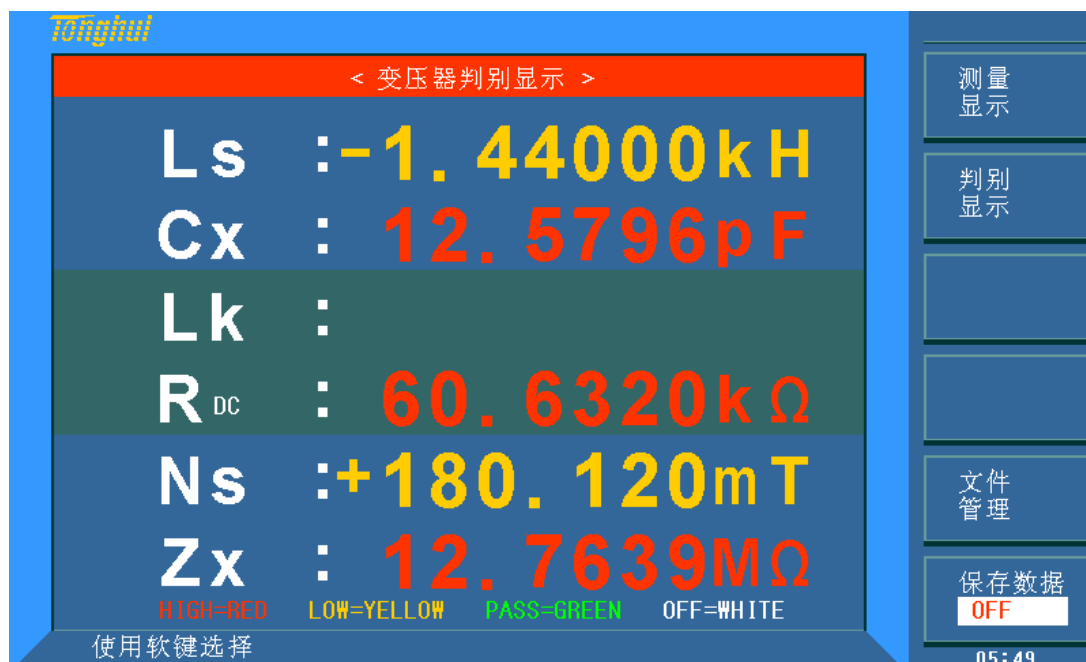 Tonghui
< 变压器判别显示 >
Ls :-1.44000kH
Cx : 12.5796pF
Lk :
RDC : 60.6320kΩ
Ns :+180.120mT
Zx : 12.7639MΩ
HIGH=RED LOW=YELLOW PASS=GREEN OFF=WHITE
使用软键选择
测量
显示
判别
显示
文件
管理
保存数据
OFF
05:49